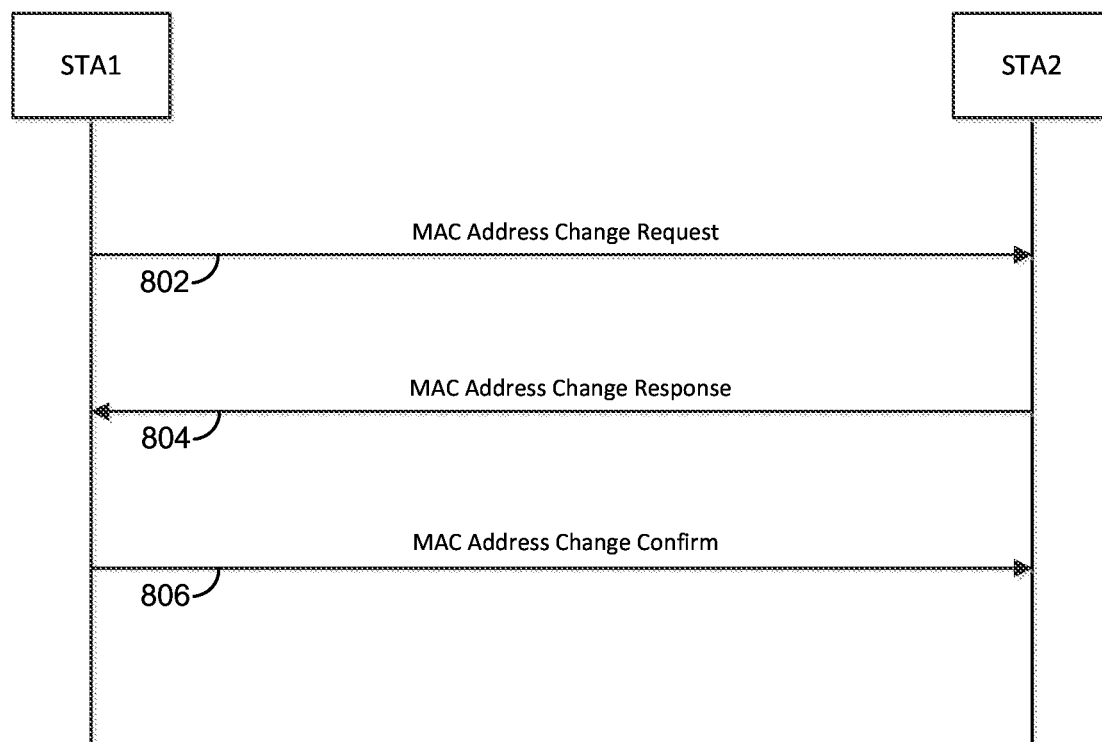 STA1
STA2
MAC Address Change Request
802
MAC Address Change Response
804
MAC Address Change Confirm
806